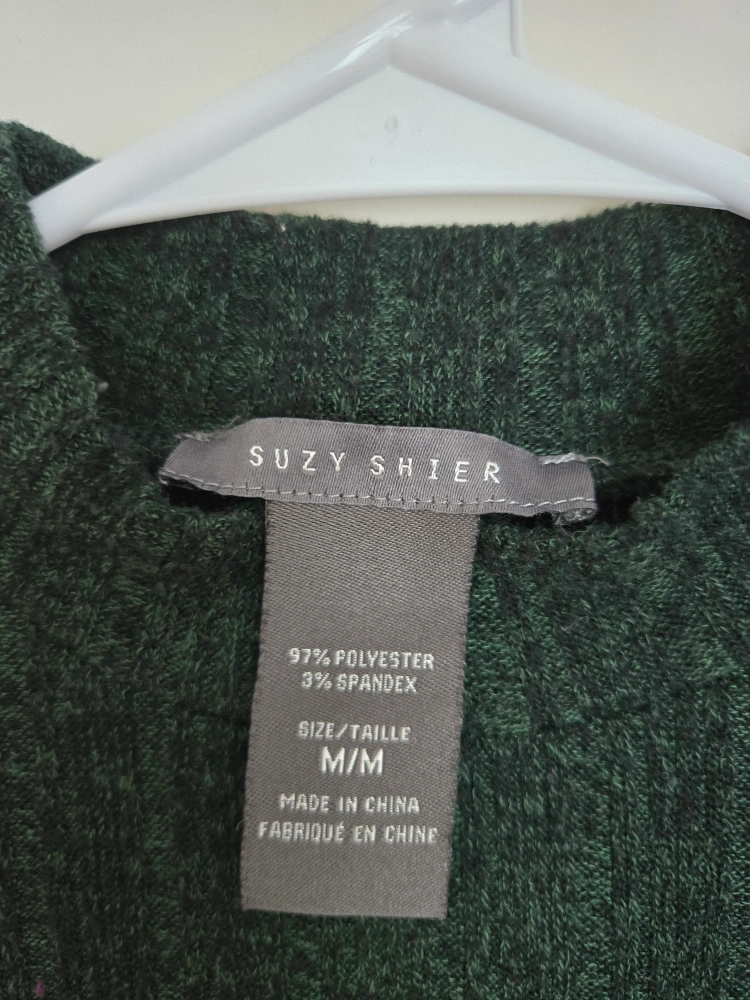 SUZY SHIER
97% POLYESTER
3% SPANDEX
SIZE/TAILLE
M/M
MADE IN CHINA
FABRIQUÉ EN CHINE